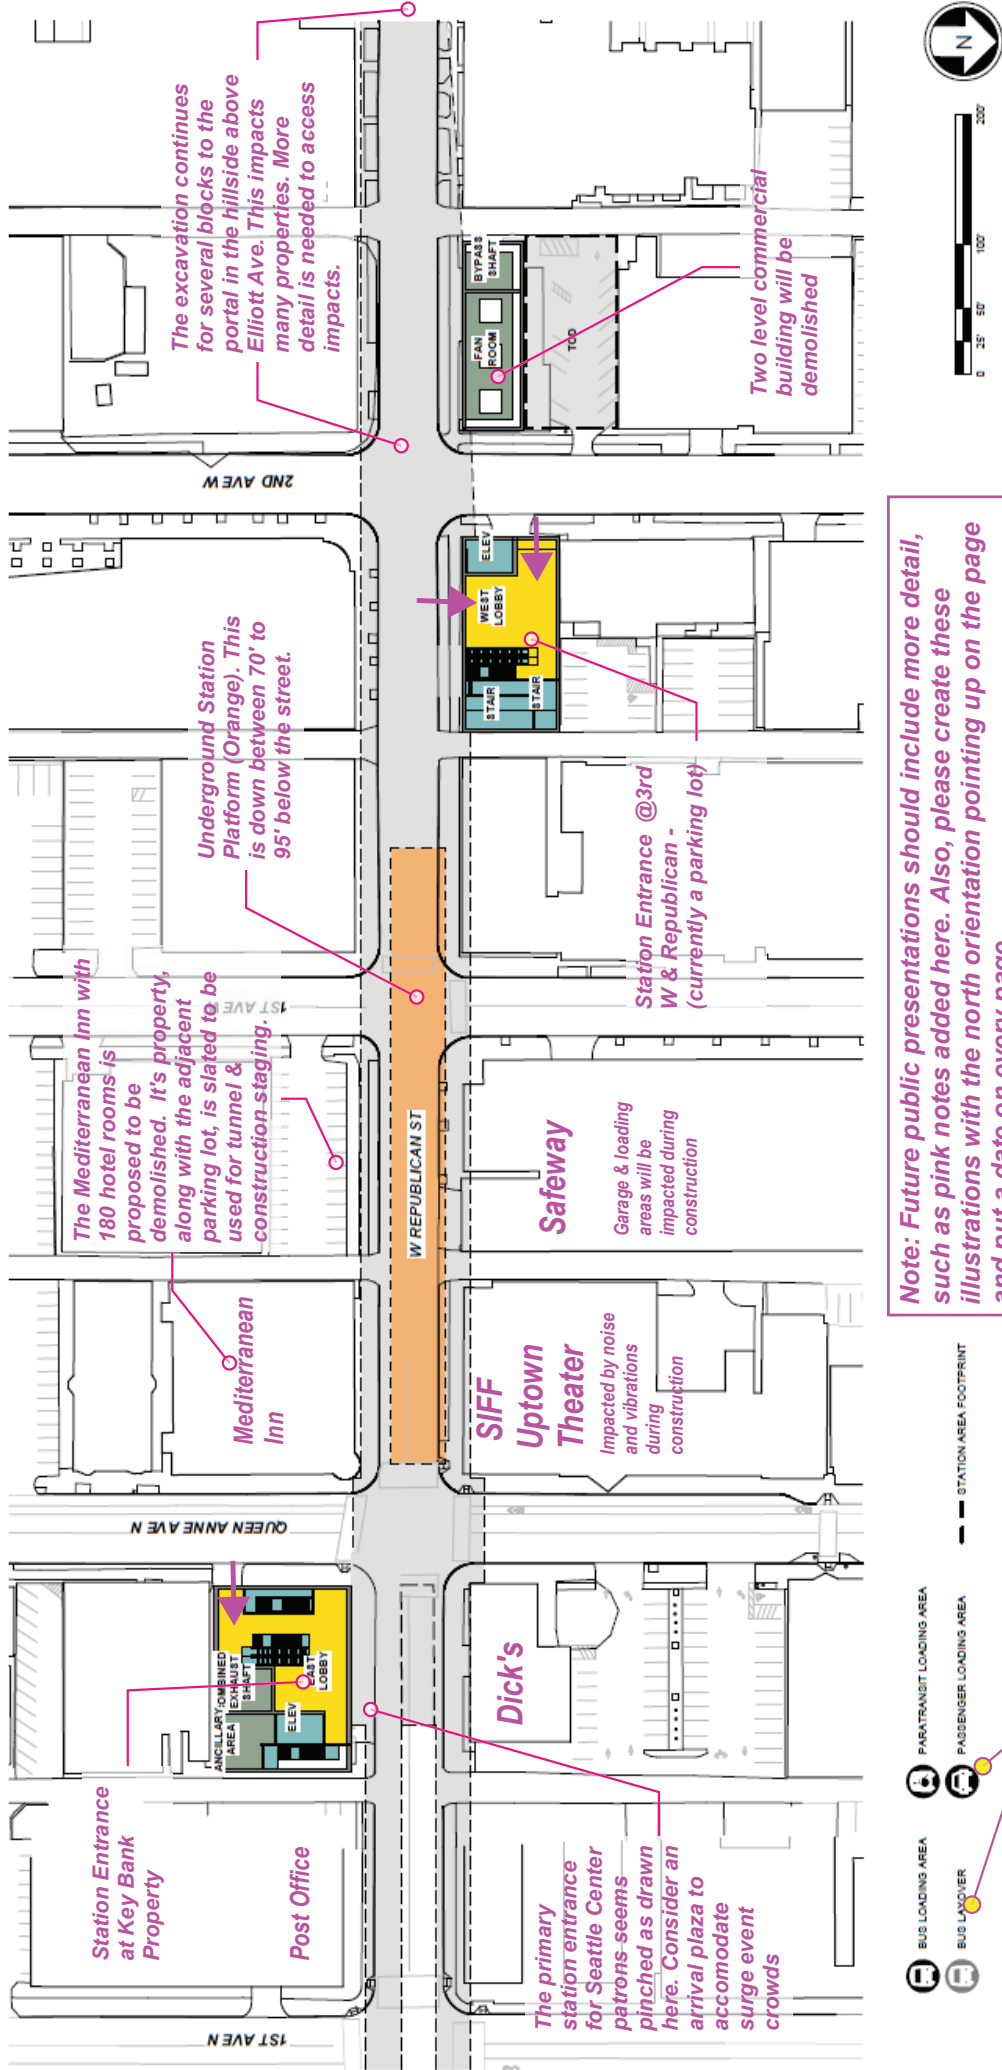 The excavation continues
for several blocks to the
portal in the hillside above
Elliott Ave. This impacts
many properties. More
detail is needed to access
impacts.
2ND AVE W
Underground Station
Platform (Orange). This
is down between 70' to
95' below the street.
The Mediterranean Inn with
180 hotel rooms is
proposed to be
demolished. It's property,
along with the adjacent
parking lot, is slated to be
used for tunnel &
construction staging.
1ST AVE W
Mediterranean
Inn
QUEEN ANNE AVE N
ANCILLARY
AREA
COMBINED
EXHAUST
SHAFT
ELEV
EAST
LOBBY
Station Entrance
at Key Bank
Property
Post Office
1ST AVE N
W REPUBLICAN ST
BYPASS
SHAFT
FAN
ROOM
TOD
Two level commercial
building will be
demolished
ELEV
WEST
LOBBY
STAIR
STAIR
Station Entrance @3rd
W & Republican -
(currently a parking lot)
Safeway
Garage & loading
areas will be
impacted during
construction
SIFF
Uptown
Theater
Impacted by noise
and vibrations
during
construction
Dick's
The primary
station entrance
for Seattle Center
patrons seems
pinched as drawn
here. Consider an
arrival plaza to
accomodate
surge event
crowds
N
0 25' 50' 100' 200'
Note: Future public presentations should include more detail,
such as pink notes added here. Also, please create these
illustrations with the north orientation pointing up on the page
and put a date on every page
BUS LOADING AREA
BUS LAYOVER
PARATRANSIT LOADING AREA
PASSENGER LOADING AREA
STATION AREA FOOTPRINT